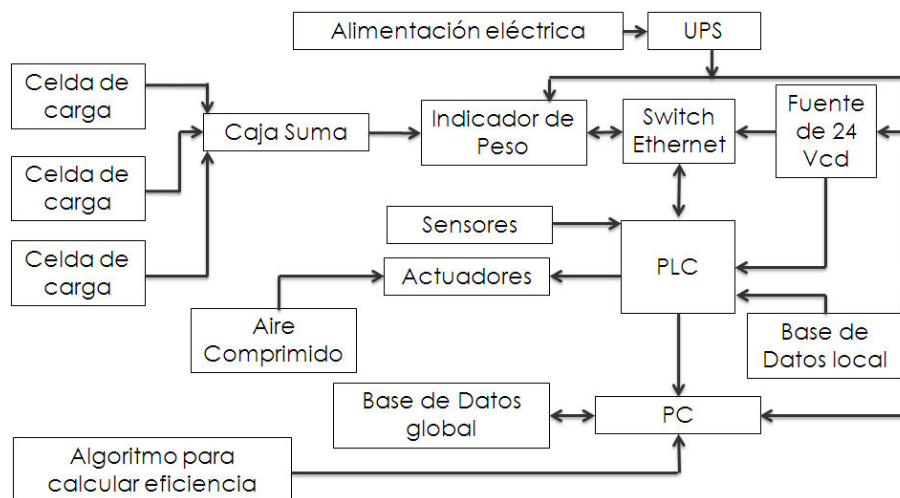 Alimentación eléctrica
UPS
Celda de
carga
Caja Suma
Indicador de
Peso
Switch
Ethernet
Fuente
de 24
Vcd
Celda de
carga
Celda de
carga
Sensores
Actuadores
PLC
Aire
Comprimido
Base de
Datos local
Base de Datos
global
PC
Algoritmo para
calcular eficiencia